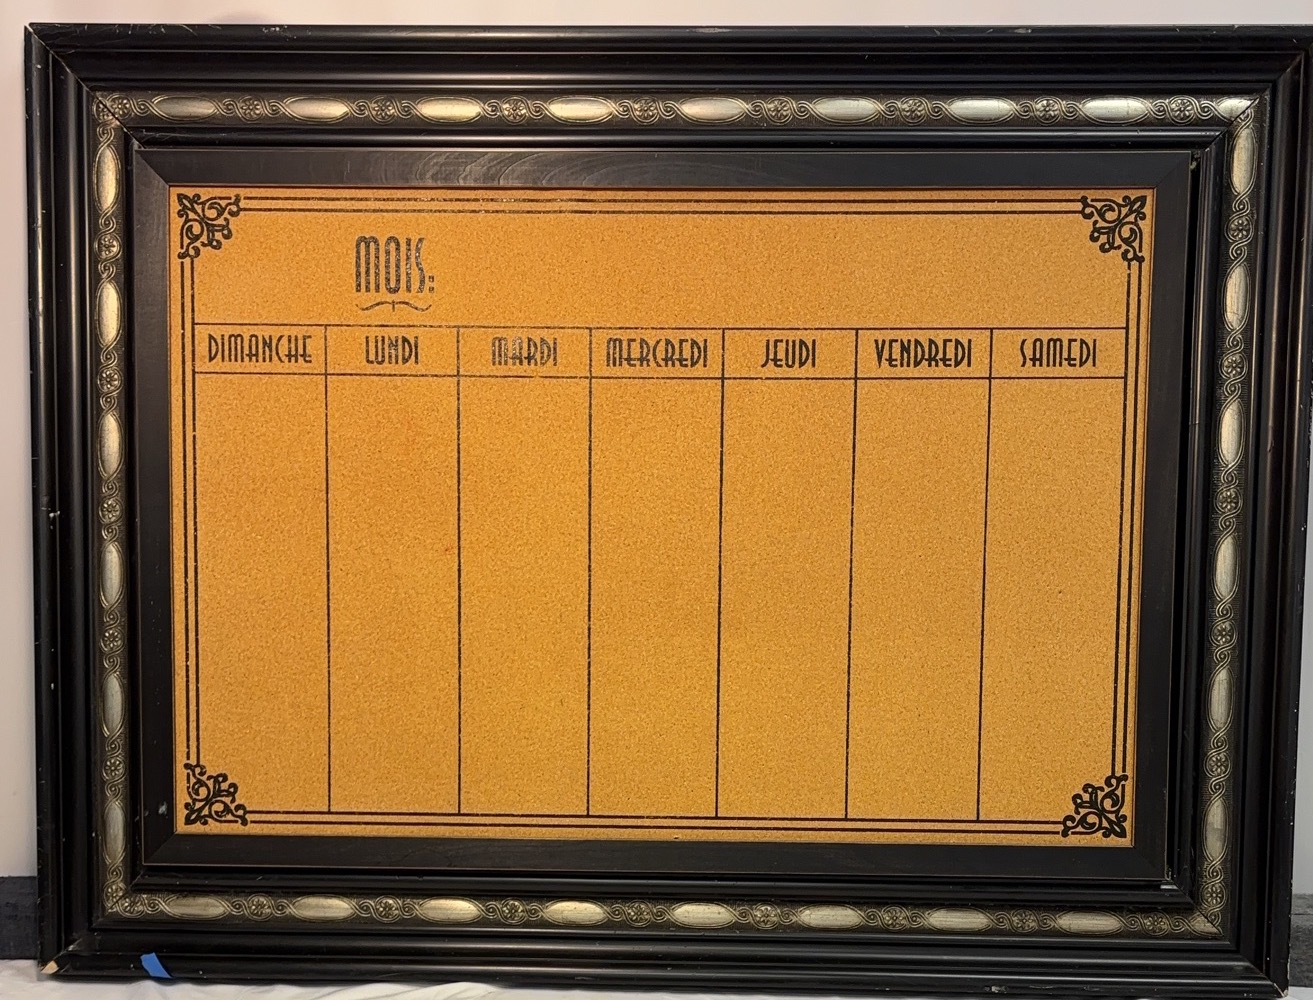 MOIS:
DIMANCHE LUNDI MARDI MERCREDI JEUDI VENDREDI SAMEDI